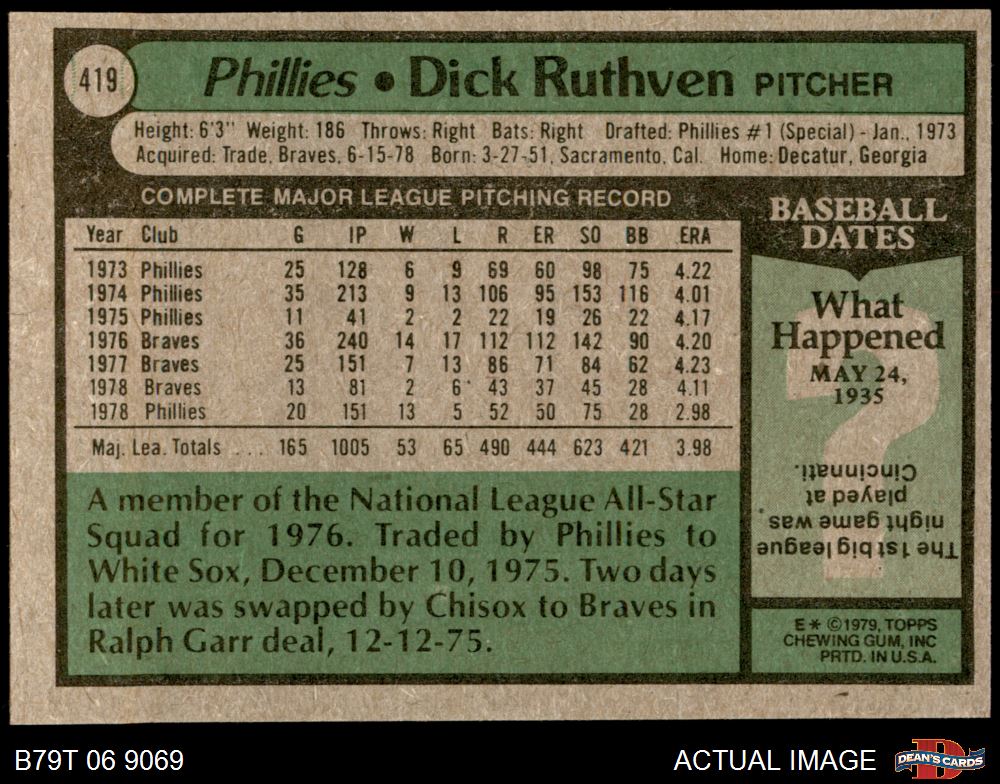 419
Phillies • Dick Ruthven PITCHER
Height: 6'3" Weight: 186 Throws: Right Bats: Right Drafted: Phillies #1 (Special) - Jan., 1973
Acquired: Trade, Braves, 6-15-78 Born: 3-27-51, Sacramento, Cal. Home: Decatur, Georgia
COMPLETE MAJOR LEAGUE PITCHING RECORD
Year Club G IP W L R ER SO BB ERA
1973 Phillies 25 128 6 9 69 60 98 75 4.22
1974 Phillies 35 213 9 13 106 95 153 116 4.01
1975 Phillies 11 41 2 2 22 19 26 22 4.17
1976 Braves 36 240 14 17 112 112 142 90 4.20
1977 Braves 25 151 7 13 86 71 84 62 4.23
1978 Braves 13 81 2 6 43 37 45 28 4.11
1978 Phillies 20 151 13 5 52 50 75 28 2.98
Maj. Lea. Totals . . . 165 1005 53 65 490 444 623 421 3.98
A member of the National League All-Star
Squad for 1976. Traded by Phillies to
White Sox, December 10, 1975. Two days
later was swapped by Chisox to Braves in
Ralph Garr deal, 12-12-75.
BASEBALL
DATES
What
Happened
MAY 24,
1935
?
The 1st big league
night game was
played at
Cincinnati.
E* ©1979, TOPPS
CHEWING GUM, INC
PRTD. IN U.S.A.
B79T 06 9069
ACTUAL IMAGE
D
DEAN'S CARDS